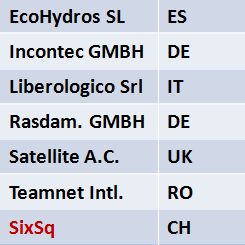 EcoHydros SL ES
Incontec GMBH DE
Liberologico Srl IT
Rasdam. GMBH DE
Satellite A.C. UK
Teamnet Intl. RO
SixSq CH